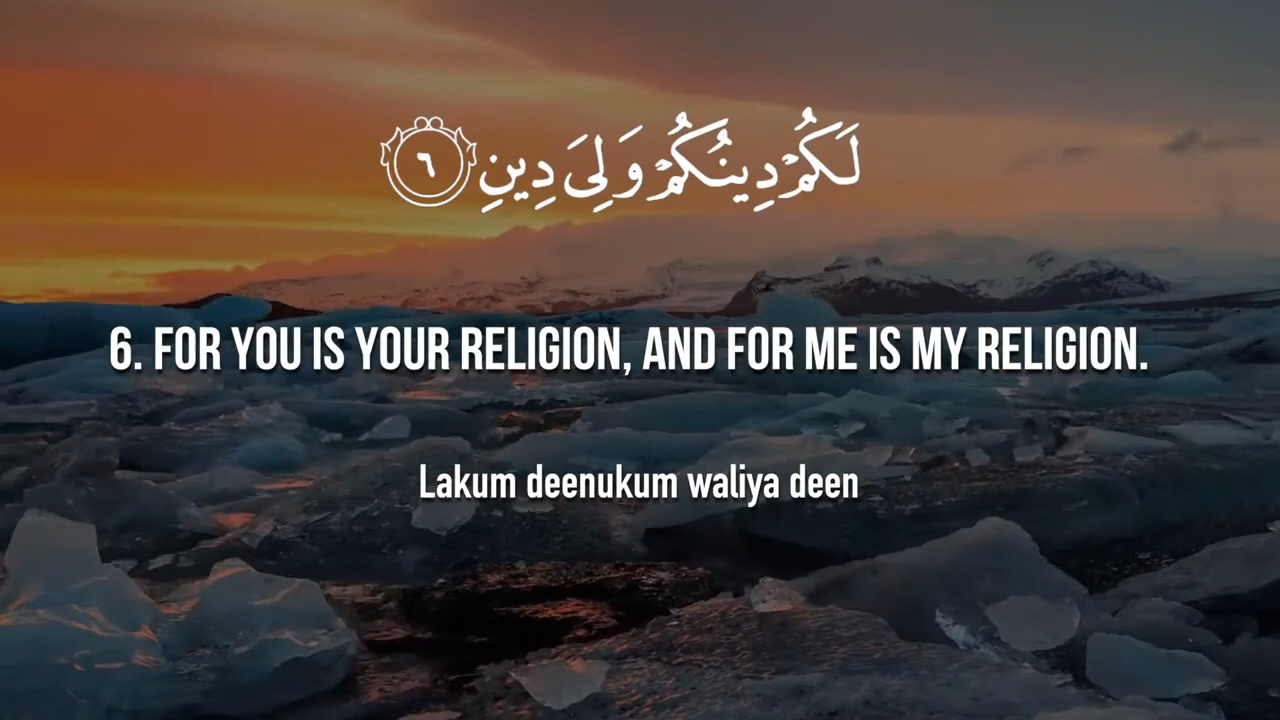 لَكُمْ دِينُكُمْ وَلِىَ دِينِ ٦
6. FOR YOU IS YOUR RELIGION, AND FOR ME IS MY RELIGION.
Lakum deenukum waliya deen